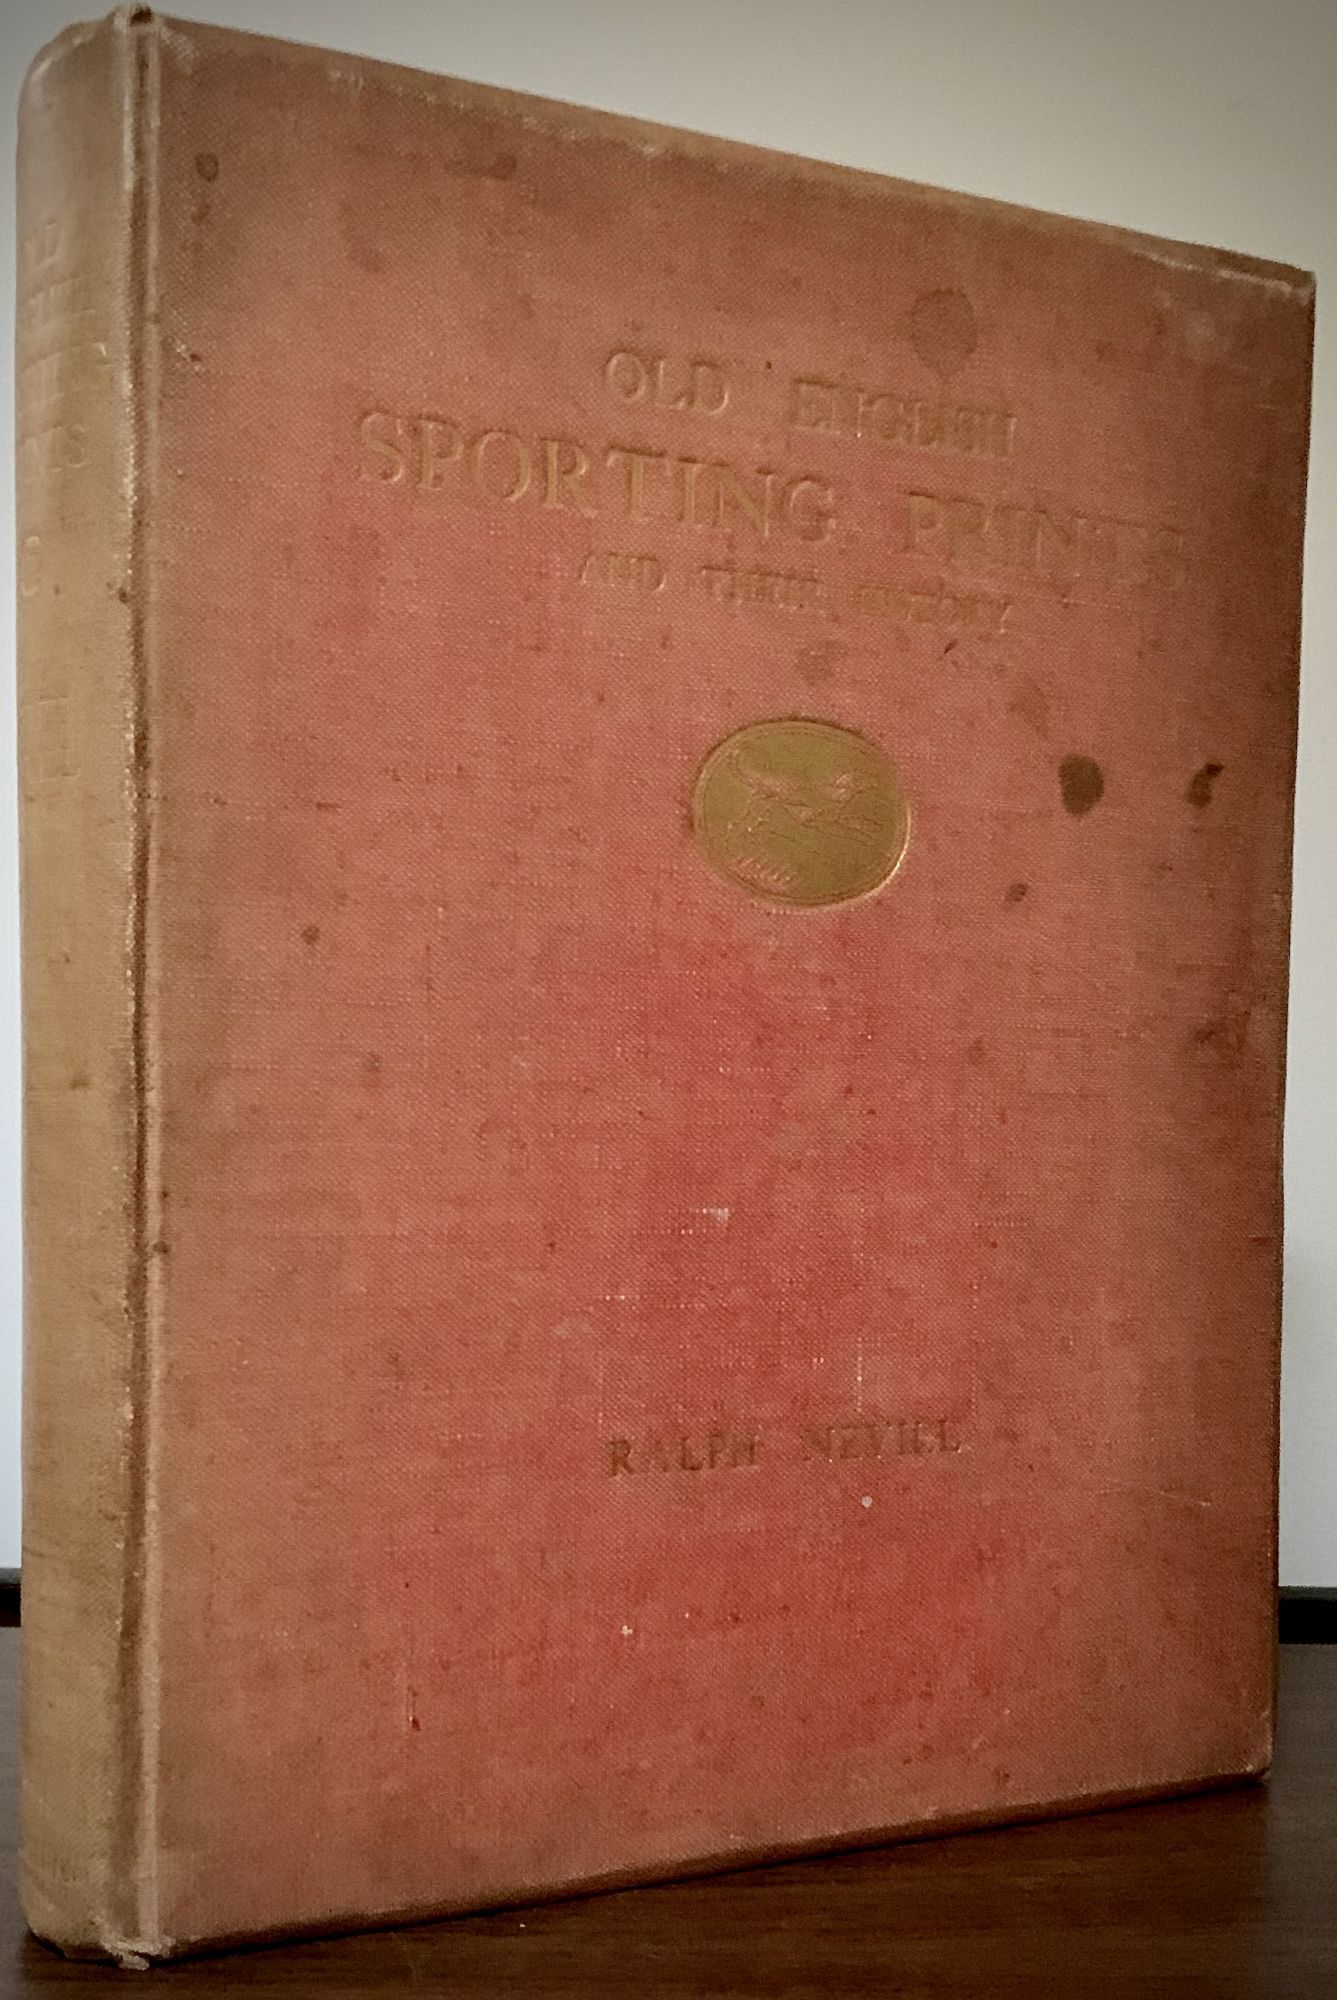 OLD ENGLISH
SPORTING PRINTS
AND THEIR HISTORY
RALPH NEVILL